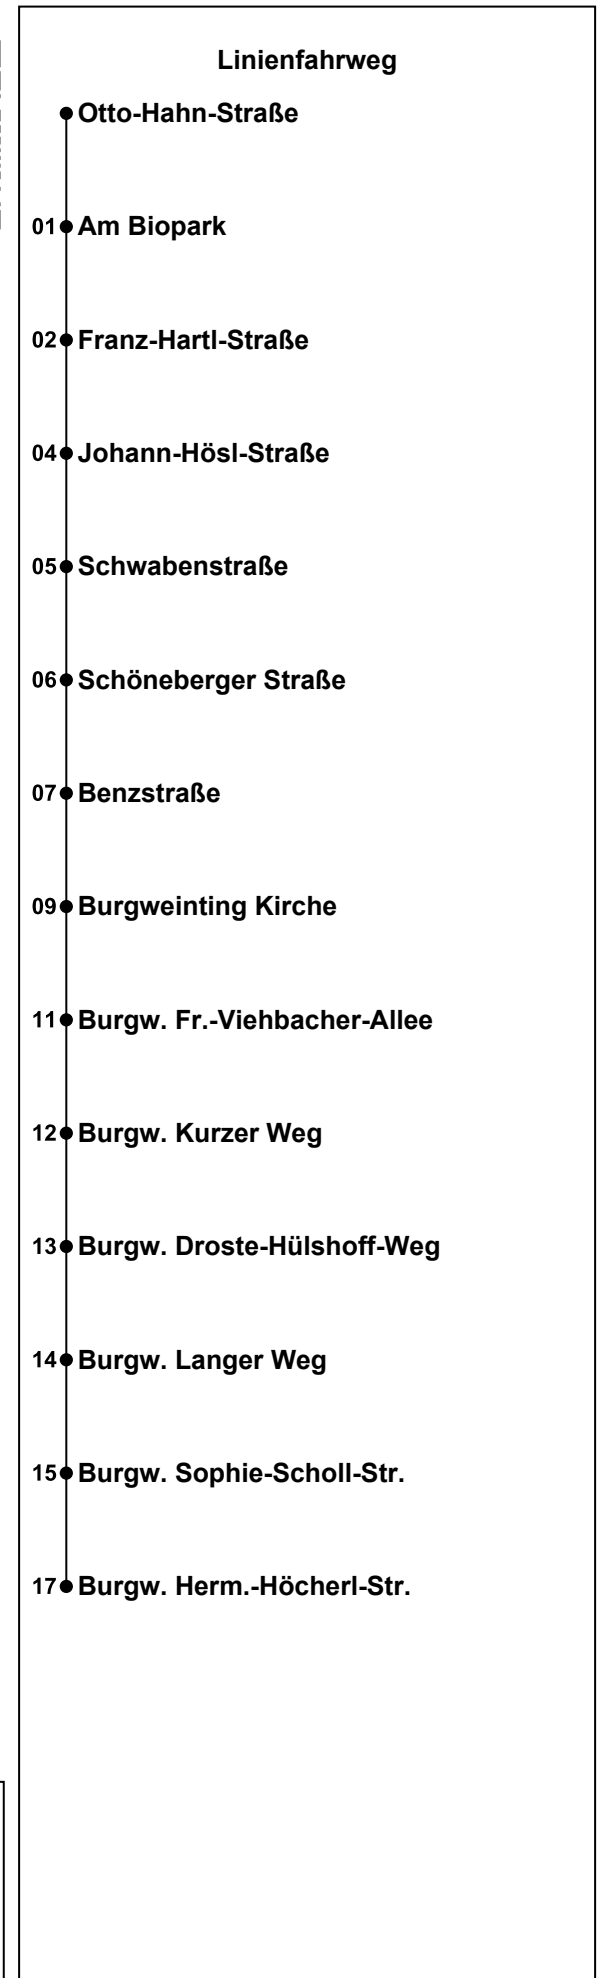 Linienfahrweg
Otto-Hahn-Straße
01 Am Biopark
02 Franz-Hartl-Straße
04 Johann-Hösl-Straße
05 Schwabenstraße
06 Schöneberger Straße
07 Benzstraße
09 Burgweinting Kirche
11 Burgw. Fr.-Viehbacher-Allee
12 Burgw. Kurzer Weg
13 Burgw. Droste-Hülshoff-Weg
14 Burgw. Langer Weg
15 Burgw. Sophie-Scholl-Str.
17 Burgw. Herm.-Höcherl-Str.